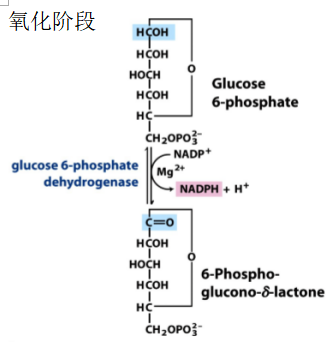 氧化阶段
HCOH
HCOH
HOCH
O
HCOH
HC
CH₂OPO₃²⁻
Glucose
6-phosphate
NADP⁺
Mg²⁺
NADPH + H⁺
glucose 6-phosphate
dehydrogenase
C=O
HCOH
HOCH
O
HCOH
HC
CH₂OPO₃²⁻
6-Phospho-
glucono-δ-lactone